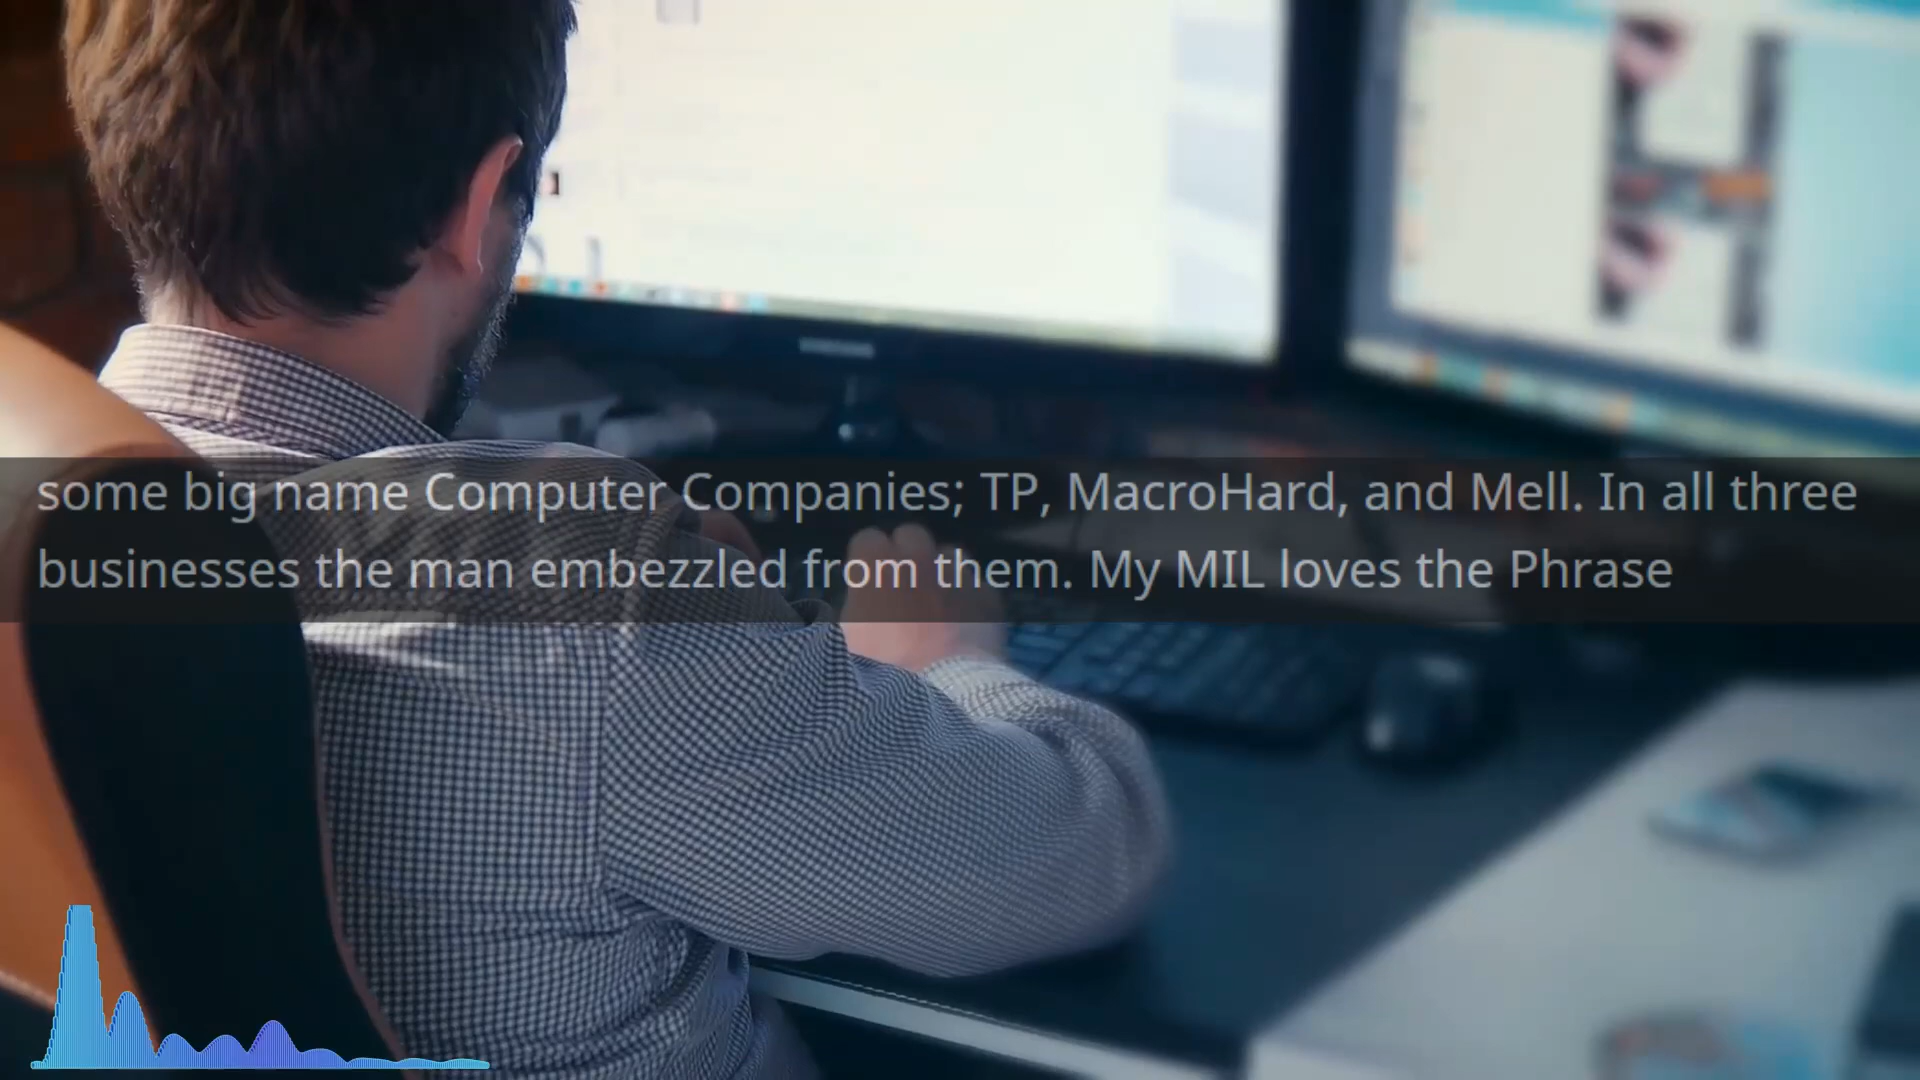 some big name Computer Companies; TP, MacroHard, and Mell. In all three
businesses the man embezzled from them. My MIL loves the Phrase